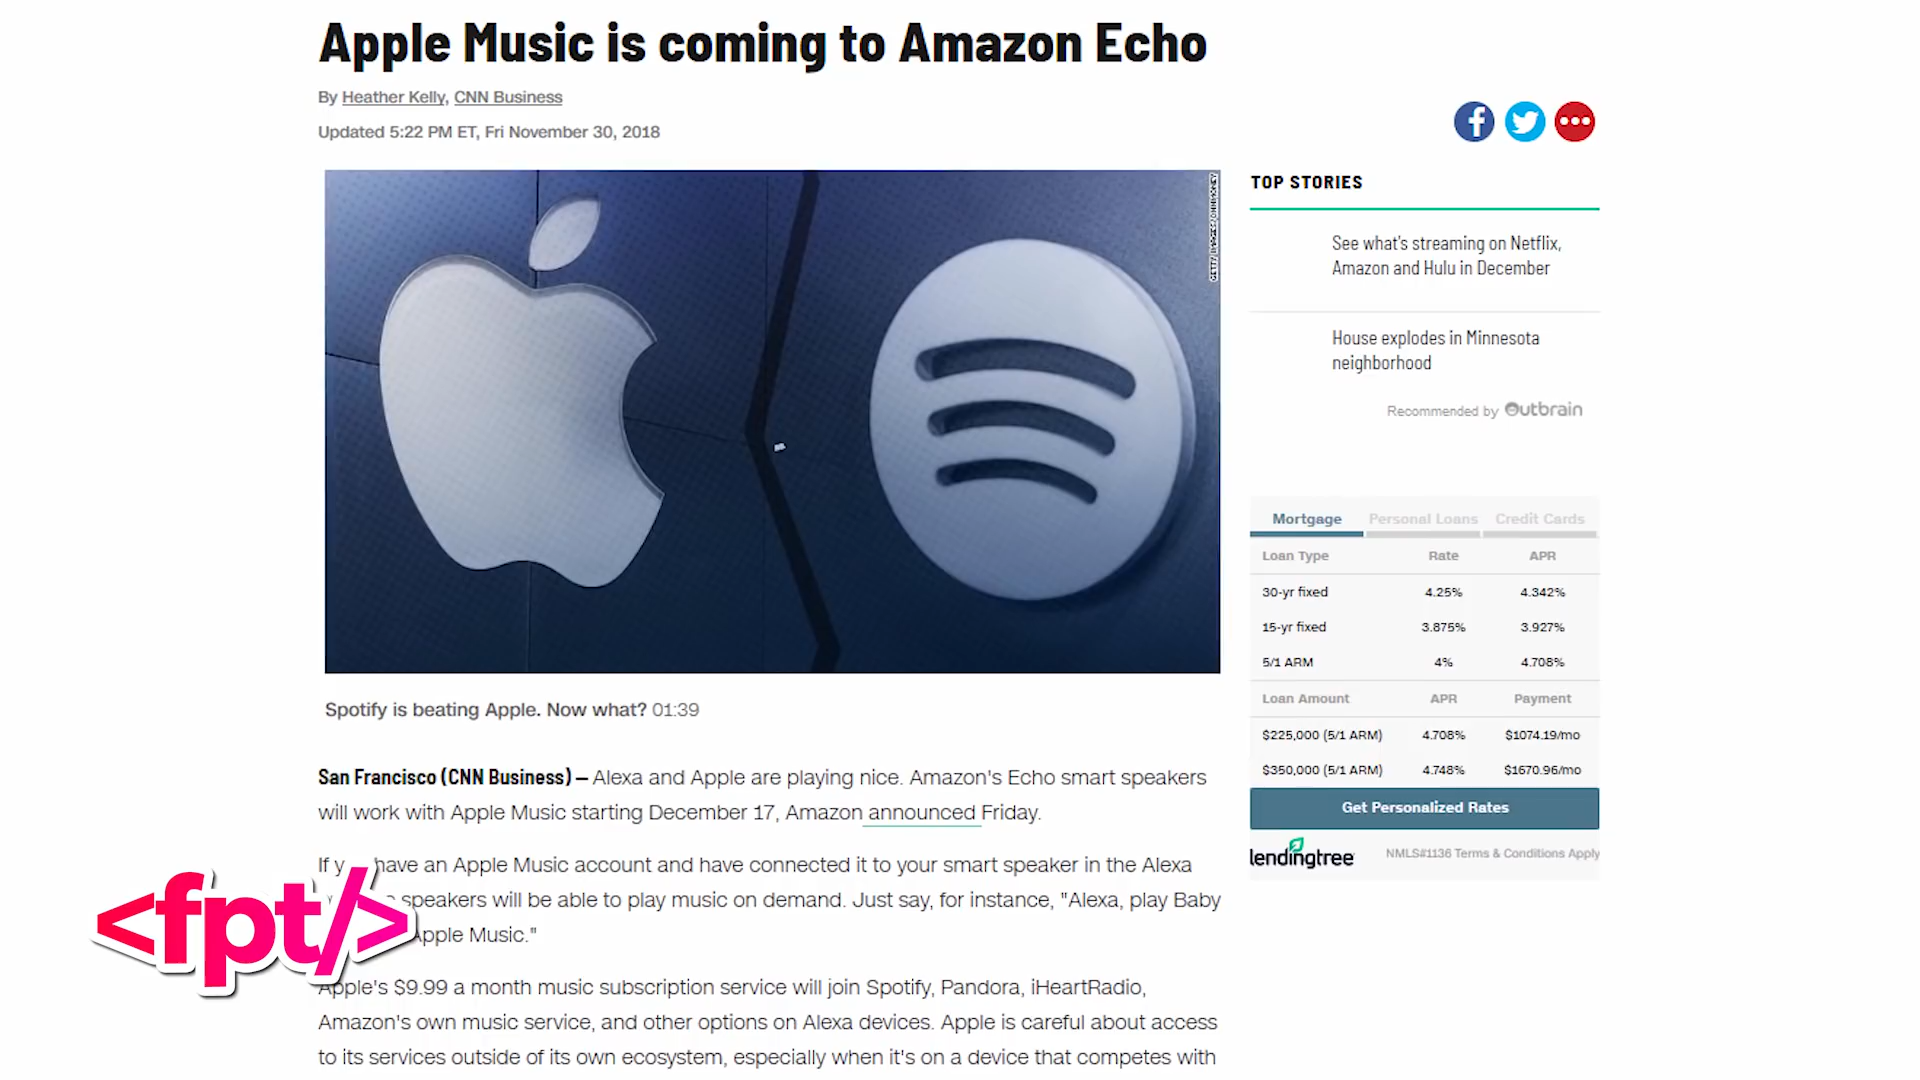 Apple Music is coming to Amazon Echo
By Heather Kelly, CNN Business
Updated 5:22 PM ET, Fri November 30, 2018
GETTY IMAGES/CNNMONEY
Spotify is beating Apple. Now what? 01:39
San Francisco (CNN Business) — Alexa and Apple are playing nice. Amazon's Echo smart speakers
will work with Apple Music starting December 17, Amazon announced Friday.
If y have an Apple Music account and have connected it to your smart speaker in the Alexa
speakers will be able to play music on demand. Just say, for instance, "Alexa, play Baby
Apple Music."
Apple's $9.99 a month music subscription service will join Spotify, Pandora, iHeartRadio,
Amazon's own music service, and other options on Alexa devices. Apple is careful about access
to its services outside of its own ecosystem, especially when it's on a device that competes with
<fpt/>
TOP STORIES
See what's streaming on Netflix,
Amazon and Hulu in December
House explodes in Minnesota
neighborhood
Recommended by Outbrain
Mortgage Personal Loans Credit Cards
Loan Type Rate APR
30-yr fixed 4.25% 4.342%
15-yr fixed 3.875% 3.927%
5/1 ARM 4% 4.708%
Loan Amount APR Payment
$225,000 (5/1 ARM) 4.708% $1074.19/mo
$350,000 (5/1 ARM) 4.748% $1670.96/mo
Get Personalized Rates
lendingtree NMLS#1136 Terms & Conditions Apply